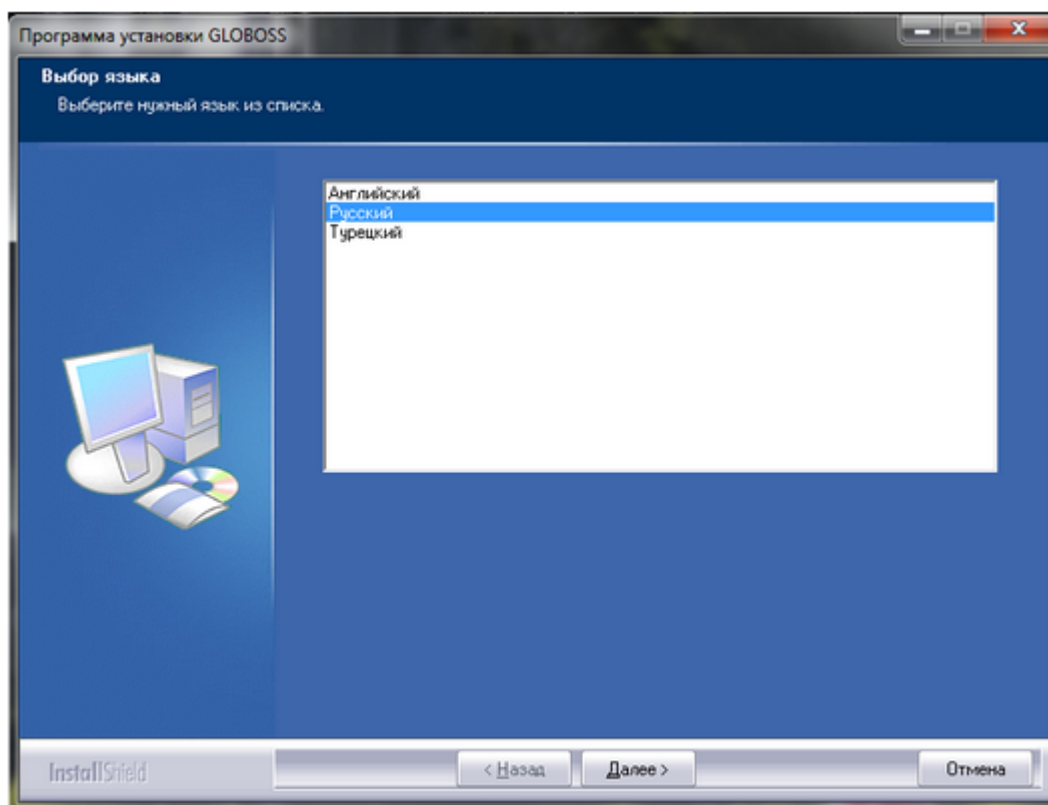 Программа установки GLOBOSS
Выбор языка
Выберите нужный язык из списка.
Английский
Русский
Турецкий
InstallShield
< Назад
Далее >
Отмена